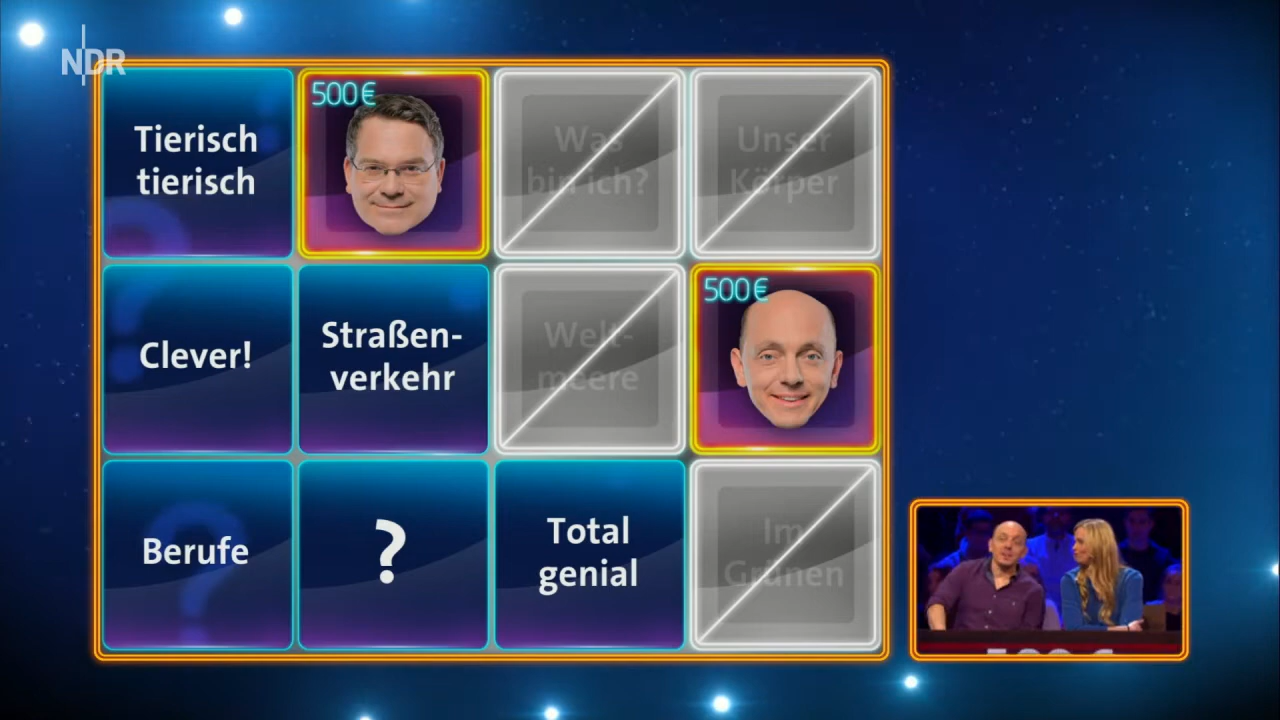 NDR
Tierisch
tierisch
500€
Was
bin ich?
Unser
Körper
Clever!
Straßen-
verkehr
Welt-
meere
500€
Berufe
?
Total
genial
Im
Grünen